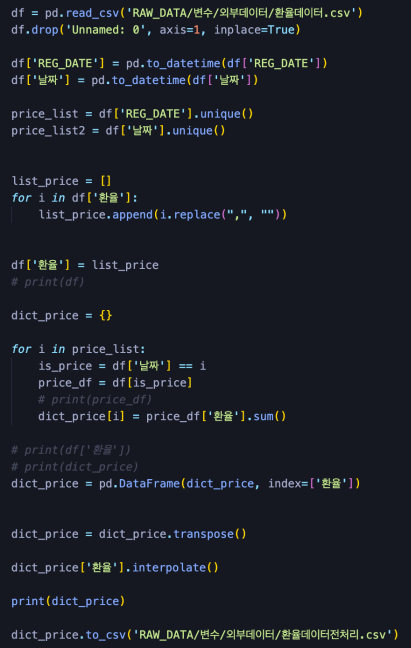 df = pd.read_csv('RAW_DATA/변수/외부데이터/환율데이터.csv')
df.drop('Unnamed: 0', axis=1, inplace=True)
df['REG_DATE'] = pd.to_datetime(df['REG_DATE'])
df['날짜'] = pd.to_datetime(df['날짜'])
price_list = df['REG_DATE'].unique()
price_list2 = df['날짜'].unique()
list_price = []
for i in df['환율']:
    list_price.append(i.replace(",", ""))
df['환율'] = list_price
# print(df)
dict_price = {}
for i in price_list:
    is_price = df['날짜'] == i
    price_df = df[is_price]
    # print(price_df)
    dict_price[i] = price_df['환율'].sum()
# print(df['환율'])
# print(dict_price)
dict_price = pd.DataFrame(dict_price, index=['환율'])
dict_price = dict_price.transpose()
dict_price['환율'].interpolate()
print(dict_price)
dict_price.to_csv('RAW_DATA/변수/외부데이터/환율데이터전처리.csv')